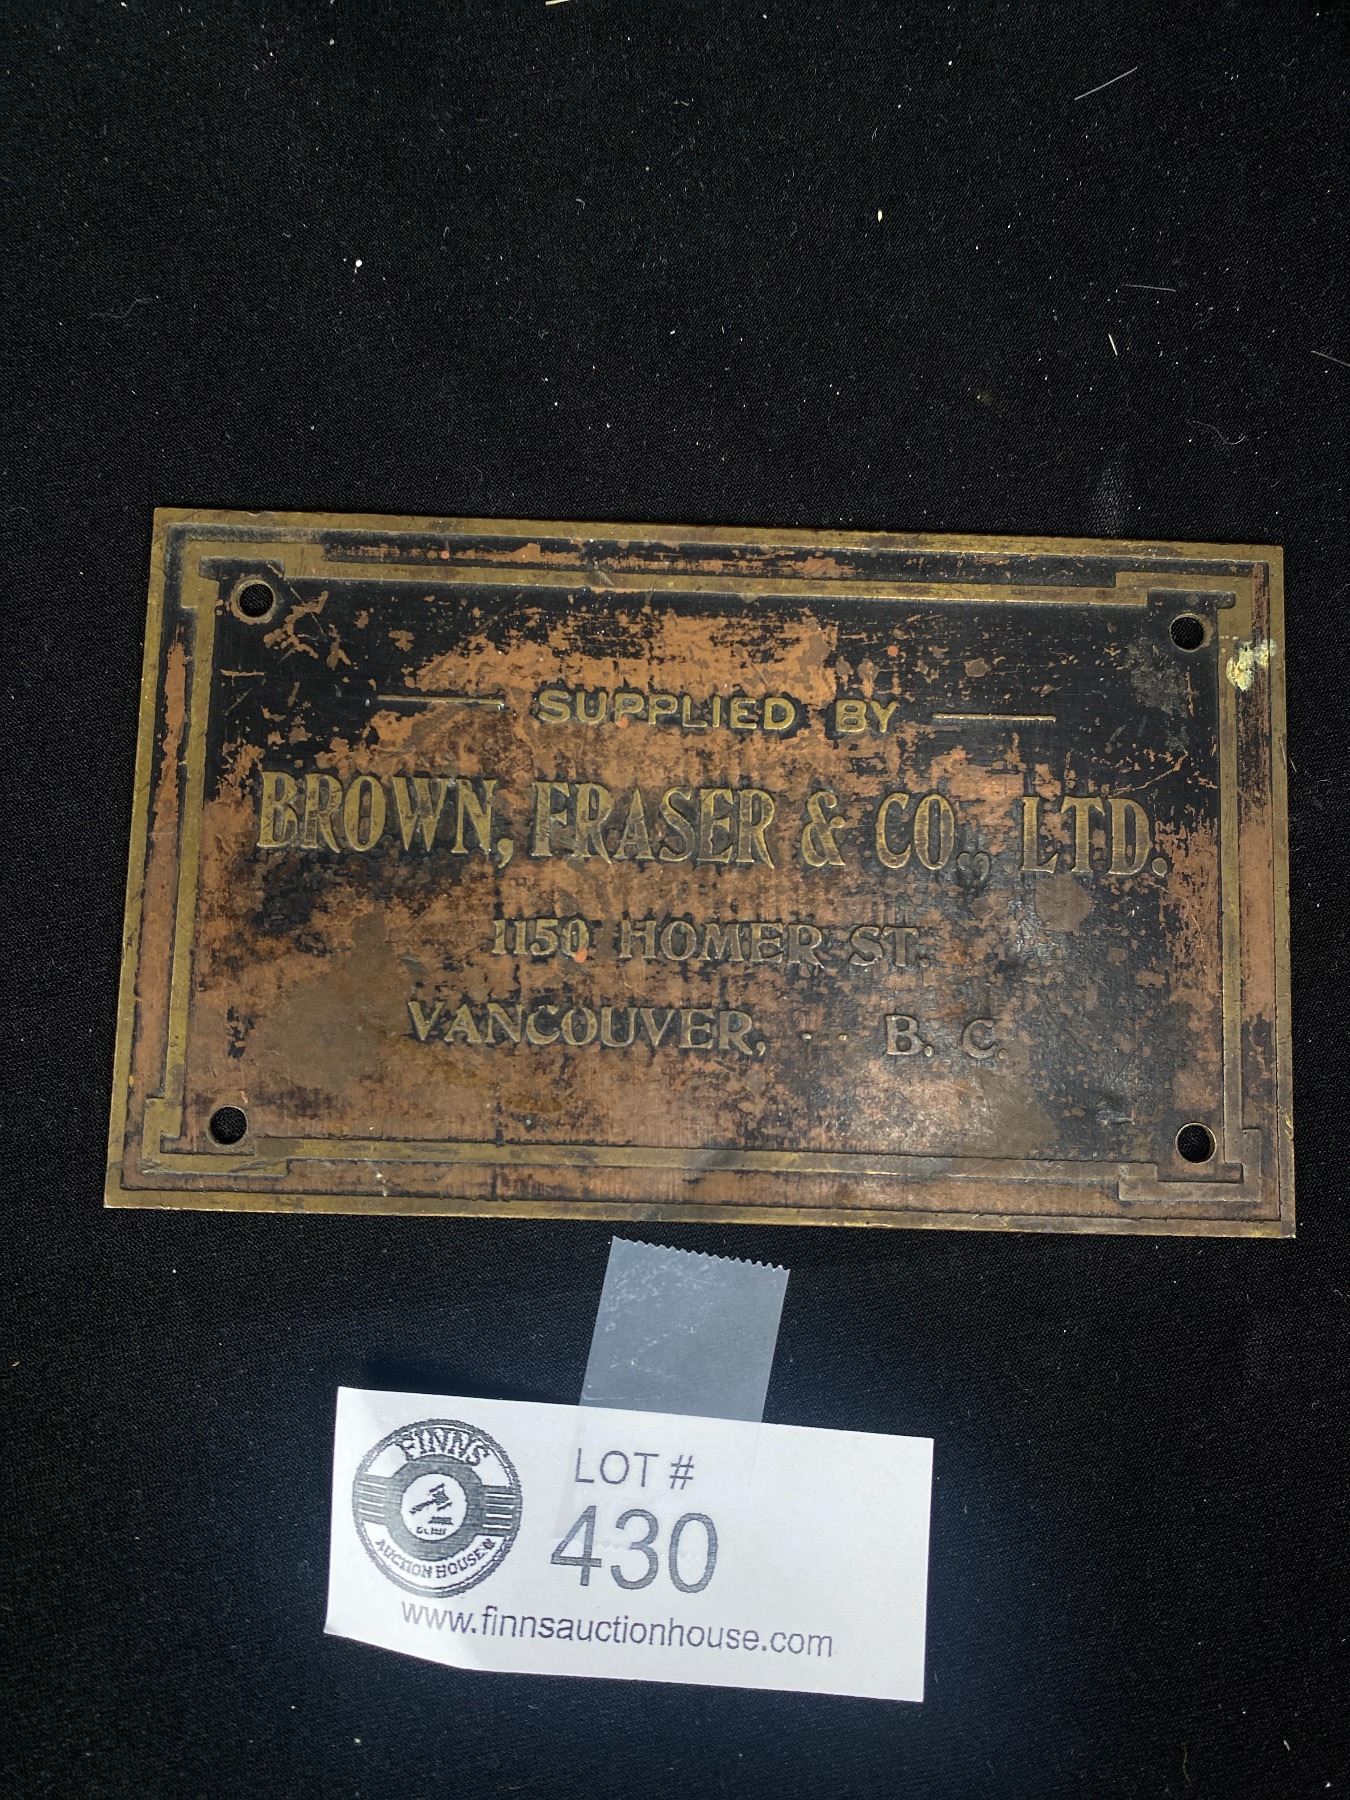 SUPPLIED BY
BROWN, FRASER & CO., LTD.
1150 HOMER ST.
VANCOUVER, - - B. C.
FINNS
AUCTION HOUSE
LOT #
430
www.finnsauctionhouse.com